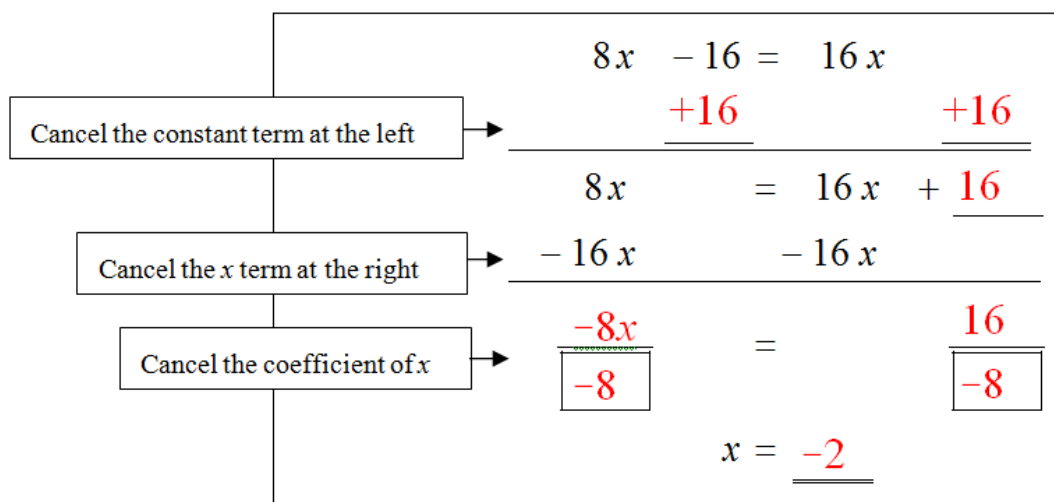 8x − 16 = 16x
+16 +16
Cancel the constant term at the left
8x = 16x + 16
− 16x − 16x
Cancel the x term at the right
−8x = 16
Cancel the coefficient of x
−8 −8
x = −2